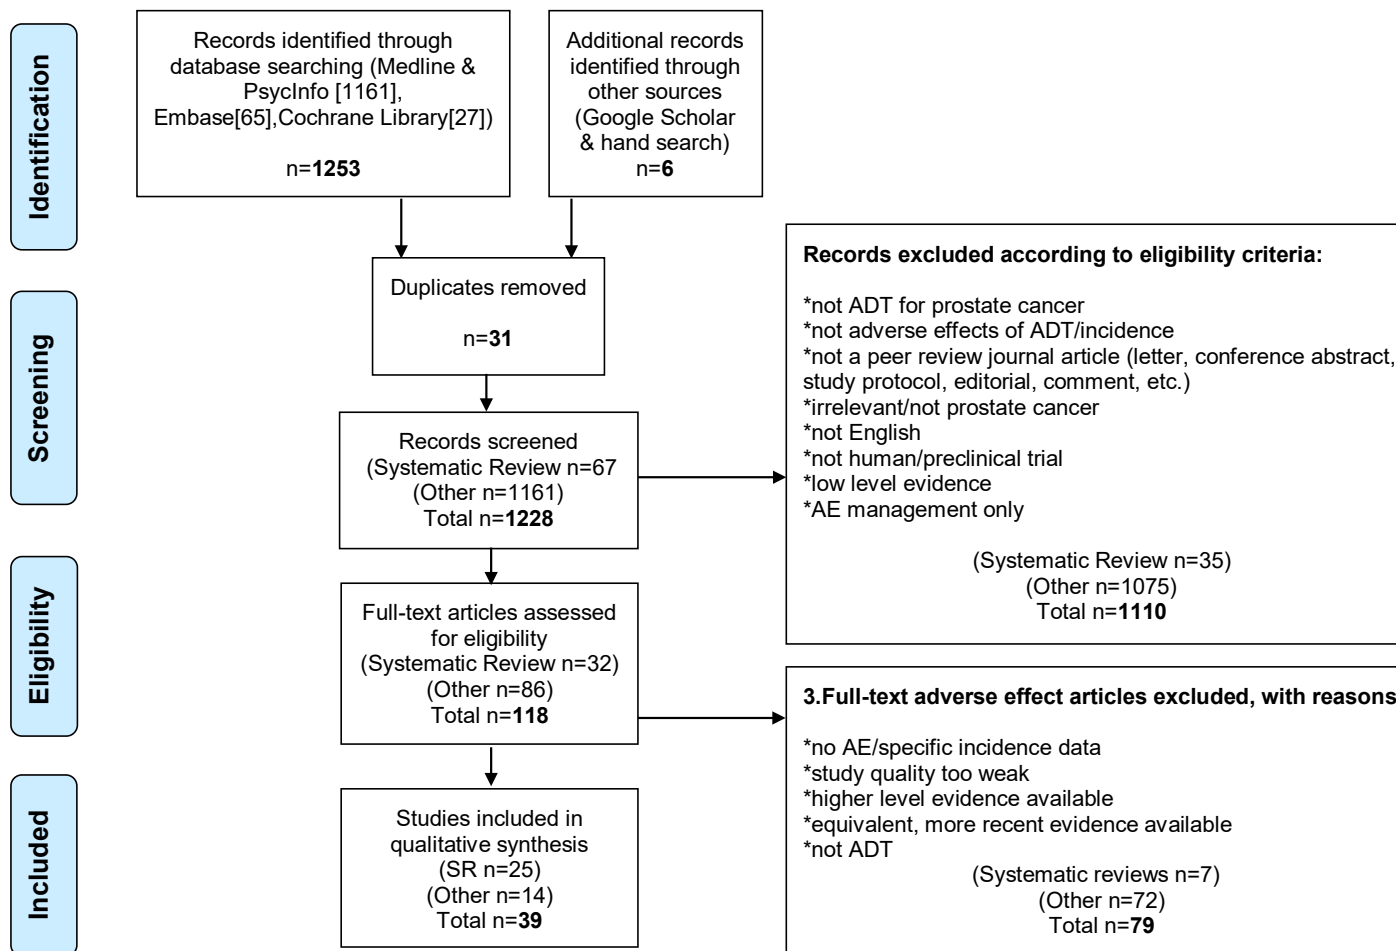 Identification
Records identified through
database searching (Medline &
PsycInfo [1161],
Embase[65],Cochrane Library[27])
n=1253
Additional records
identified through
other sources
(Google Scholar
& hand search)
n=6
Screening
Duplicates removed
n=31
Records screened
(Systematic Review n=67
(Other n=1161)
Total n=1228
Records excluded according to eligibility criteria:
*not ADT for prostate cancer
*not adverse effects of ADT/incidence
*not a peer review journal article (letter, conference abstract,
study protocol, editorial, comment, etc.)
*irrelevant/not prostate cancer
*not English
*not human/preclinical trial
*low level evidence
*AE management only
(Systematic Review n=35)
(Other n=1075)
Total n=1110
Eligibility
Full-text articles assessed
for eligibility
(Systematic Review n=32)
(Other n=86)
Total n=118
3.Full-text adverse effect articles excluded, with reasons
*no AE/specific incidence data
*study quality too weak
*higher level evidence available
*equivalent, more recent evidence available
*not ADT
(Systematic reviews n=7)
(Other n=72)
Total n=79
Included
Studies included in
qualitative synthesis
(SR n=25)
(Other n=14)
Total n=39